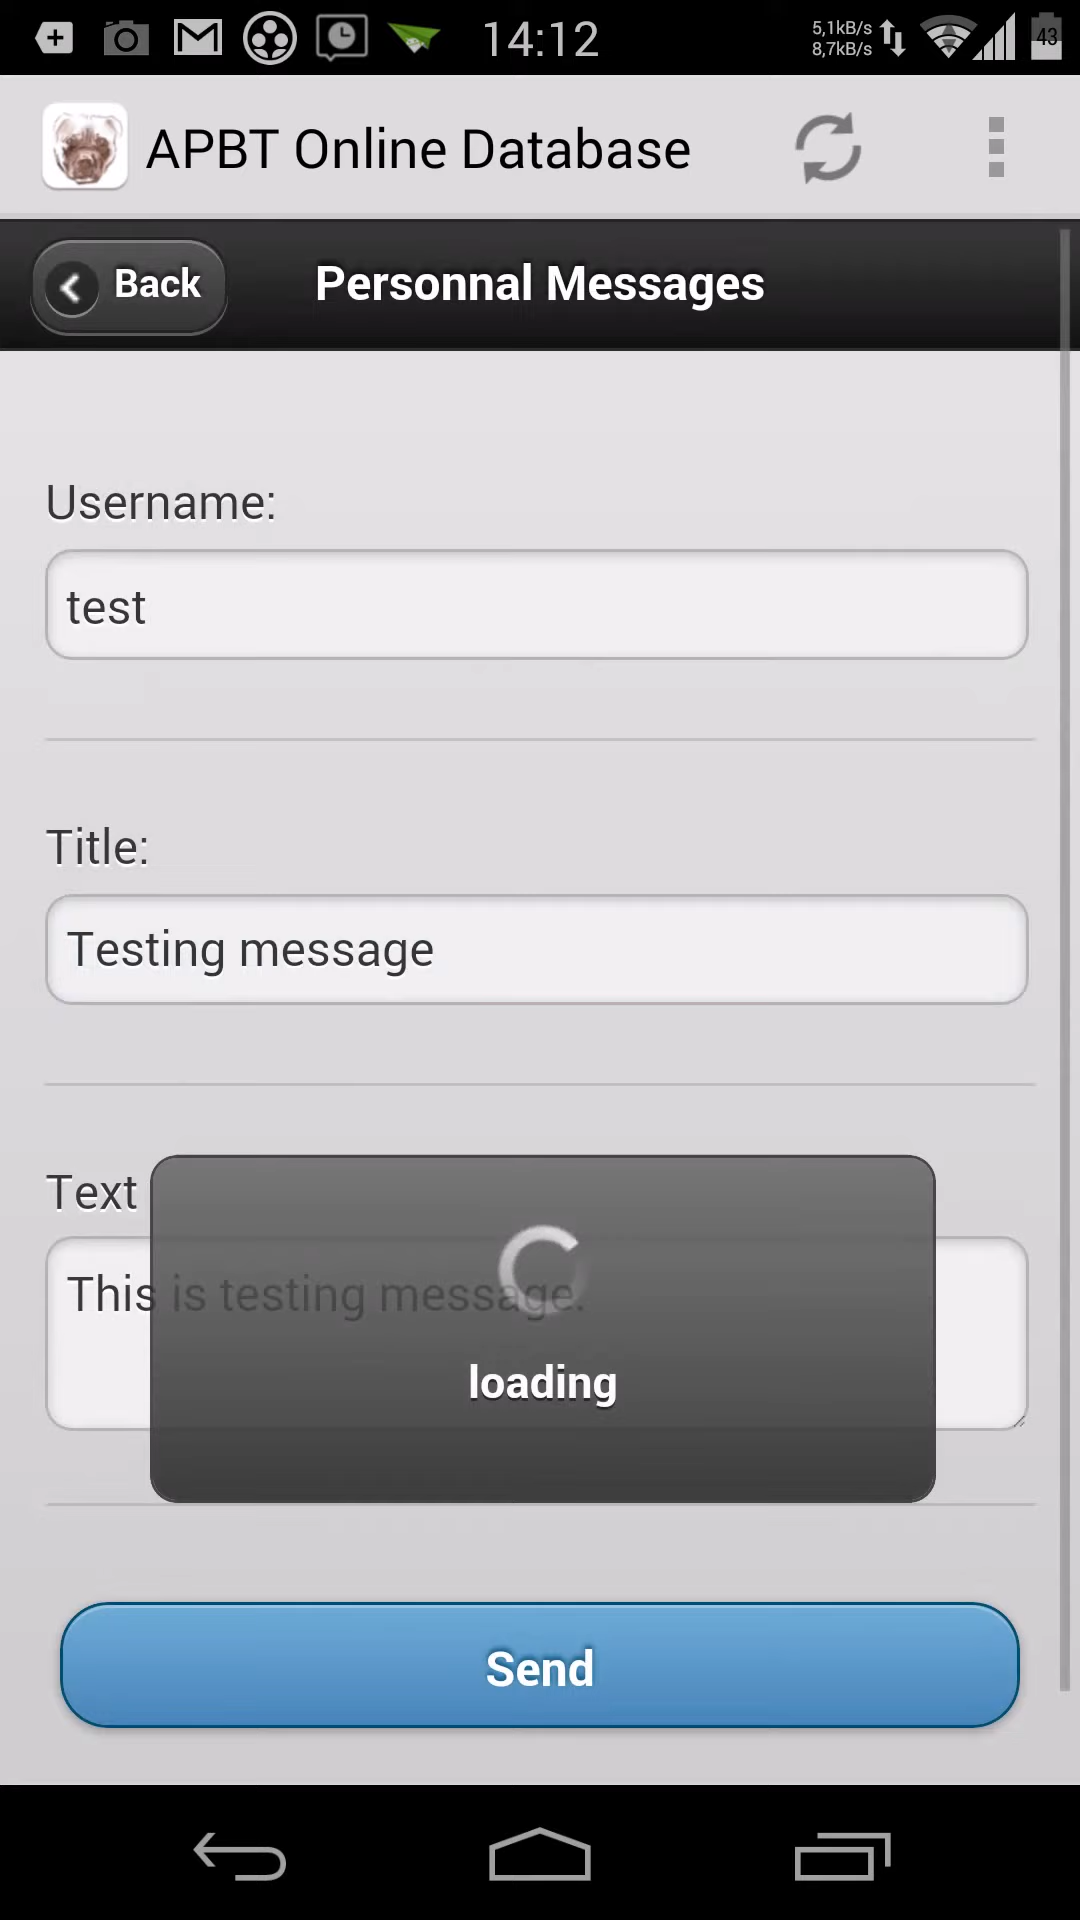 14:12
5,1kB/s
8,7kB/s
43
APBT Online Database
Back
Personnal Messages
Username:
test
Title:
Testing message
Text
This is testing message.
loading
Send